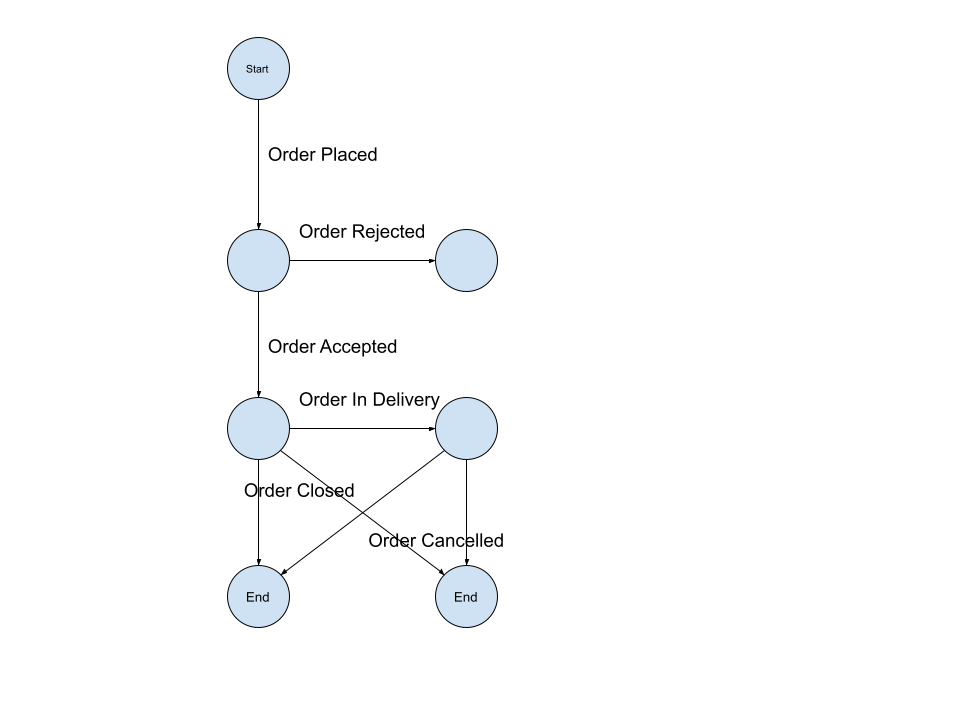 Start
Order Placed
Order Rejected
Order Accepted
Order In Delivery
Order Closed
Order Cancelled
End
End